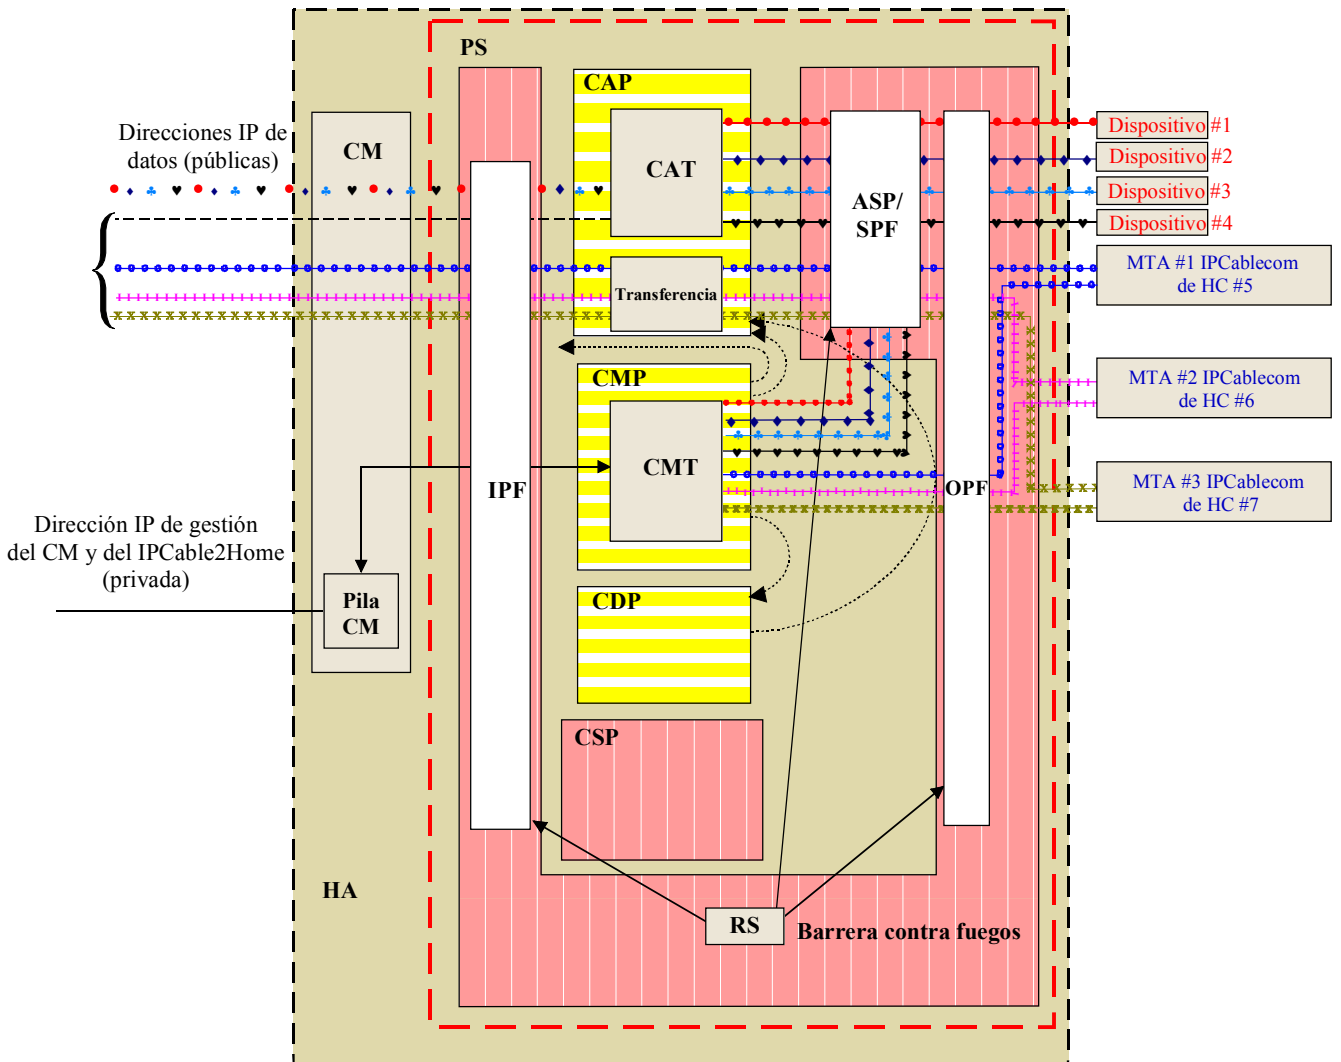 PS
CAP
Direcciones IP de
datos (públicas)
CM
CAT
ASP/
SPF
Dispositivo #1
Dispositivo #2
Dispositivo #3
Dispositivo #4
MTA #1 IPCablecom
de HC #5
Transferencia
CMP
MTA #2 IPCablecom
de HC #6
CMT
IPF
OPF
MTA #3 IPCablecom
de HC #7
Dirección IP de gestión
del CM y del IPCable2Home
(privada)
Pila
CM
CDP
CSP
HA
RS
Barrera contra fuegos